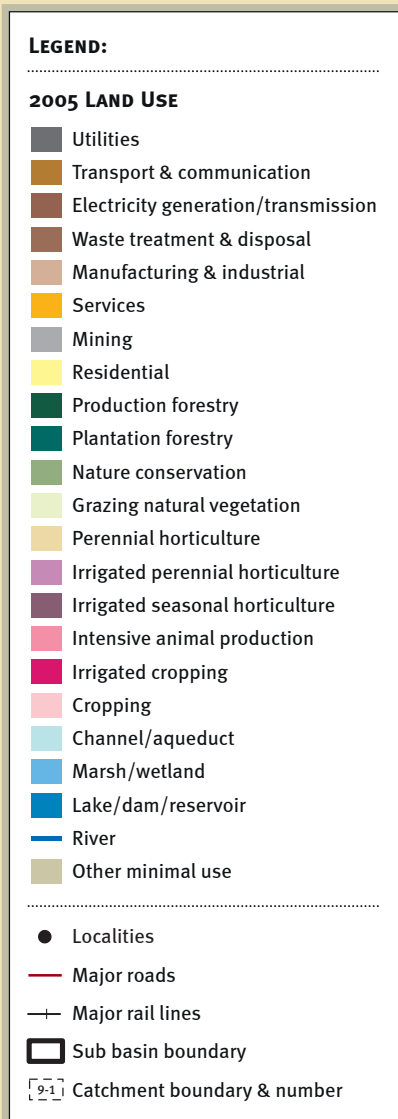 LEGEND:
2005 LAND USE
Utilities
Transport & communication
Electricity generation/transmission
Waste treatment & disposal
Manufacturing & industrial
Services
Mining
Residential
Production forestry
Plantation forestry
Nature conservation
Grazing natural vegetation
Perennial horticulture
Irrigated perennial horticulture
Irrigated seasonal horticulture
Intensive animal production
Irrigated cropping
Cropping
Channel/aqueduct
Marsh/wetland
Lake/dam/reservoir
River
Other minimal use
Localities
Major roads
Major rail lines
Sub basin boundary
9-1 Catchment boundary & number